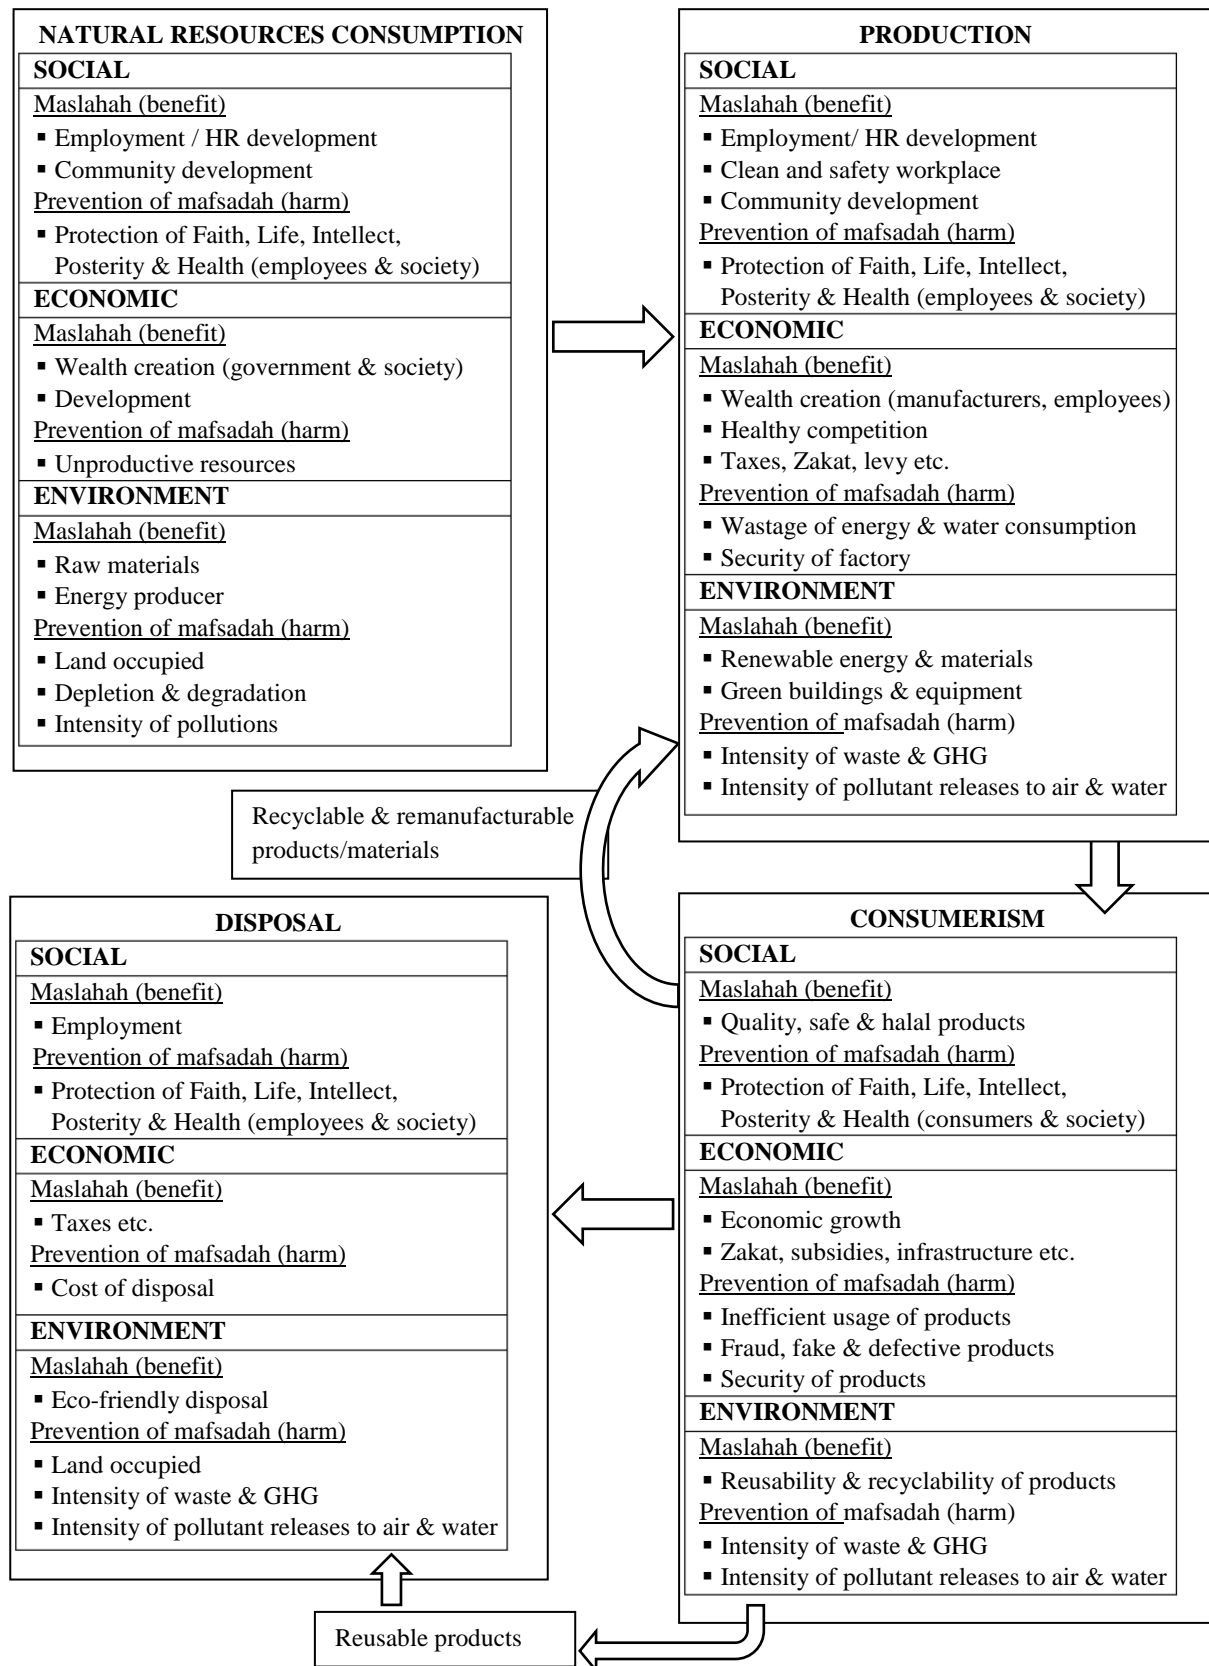 NATURAL RESOURCES CONSUMPTION
SOCIAL
Maslahah (benefit)
▪ Employment / HR development
▪ Community development
Prevention of mafsadah (harm)
▪ Protection of Faith, Life, Intellect,
Posterity & Health (employees & society)
ECONOMIC
Maslahah (benefit)
▪ Wealth creation (government & society)
▪ Development
Prevention of mafsadah (harm)
▪ Unproductive resources
ENVIRONMENT
Maslahah (benefit)
▪ Raw materials
▪ Energy producer
Prevention of mafsadah (harm)
▪ Land occupied
▪ Depletion & degradation
▪ Intensity of pollutions
PRODUCTION
SOCIAL
Maslahah (benefit)
▪ Employment/ HR development
▪ Clean and safety workplace
▪ Community development
Prevention of mafsadah (harm)
▪ Protection of Faith, Life, Intellect,
Posterity & Health (employees & society)
ECONOMIC
Maslahah (benefit)
▪ Wealth creation (manufacturers, employees)
▪ Healthy competition
▪ Taxes, Zakat, levy etc.
Prevention of mafsadah (harm)
▪ Wastage of energy & water consumption
▪ Security of factory
ENVIRONMENT
Maslahah (benefit)
▪ Renewable energy & materials
▪ Green buildings & equipment
Prevention of mafsadah (harm)
▪ Intensity of waste & GHG
▪ Intensity of pollutant releases to air & water
Recyclable & remanufacturable
products/materials
DISPOSAL
SOCIAL
Maslahah (benefit)
▪ Employment
Prevention of mafsadah (harm)
▪ Protection of Faith, Life, Intellect,
Posterity & Health (employees & society)
ECONOMIC
Maslahah (benefit)
▪ Taxes etc.
Prevention of mafsadah (harm)
▪ Cost of disposal
ENVIRONMENT
Maslahah (benefit)
▪ Eco-friendly disposal
Prevention of mafsadah (harm)
▪ Land occupied
▪ Intensity of waste & GHG
▪ Intensity of pollutant releases to air & water
CONSUMERISM
SOCIAL
Maslahah (benefit)
▪ Quality, safe & halal products
Prevention of mafsadah (harm)
▪ Protection of Faith, Life, Intellect,
Posterity & Health (consumers & society)
ECONOMIC
Maslahah (benefit)
▪ Economic growth
▪ Zakat, subsidies, infrastructure etc.
Prevention of mafsadah (harm)
▪ Inefficient usage of products
▪ Fraud, fake & defective products
▪ Security of products
ENVIRONMENT
Maslahah (benefit)
▪ Reusability & recyclability of products
Prevention of mafsadah (harm)
▪ Intensity of waste & GHG
▪ Intensity of pollutant releases to air & water
Reusable products